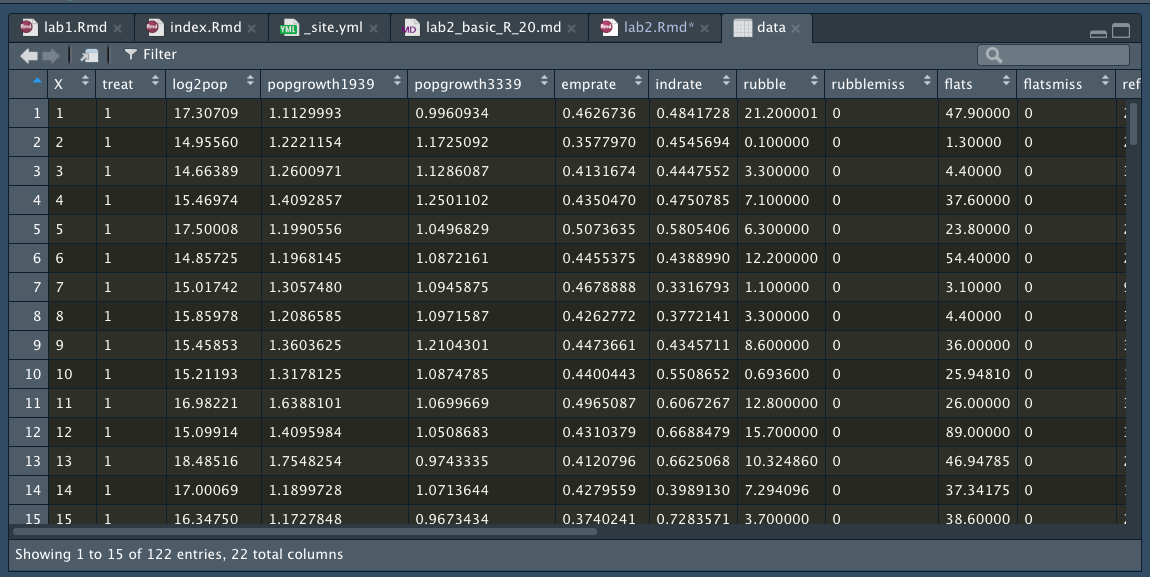 lab1.Rmd index.Rmd _site.yml lab2_basic_R_20.md lab2.Rmd* data
Filter
X treat log2pop popgrowth1939 popgrowth3339 emprate indrate rubble rubblemiss flats flatsmiss ref
1 1 1 17.30709 1.1129993 0.9960934 0.4626736 0.4841728 21.200001 0 47.90000 0
2 2 1 14.95560 1.2221154 1.1725092 0.3577970 0.4545694 0.100000 0 1.30000 0
3 3 1 14.66389 1.2600971 1.1286087 0.4131674 0.4447552 3.300000 0 4.40000 0
4 4 1 15.46974 1.4092857 1.2501102 0.4350470 0.4750785 7.100000 0 37.60000 0
5 5 1 17.50008 1.1990556 1.0496829 0.5073635 0.5805406 6.300000 0 23.80000 0
6 6 1 14.85725 1.1968145 1.0872161 0.4455375 0.4388990 12.200000 0 54.40000 0
7 7 1 15.01742 1.3057480 1.0945875 0.4678888 0.3316793 1.100000 0 3.10000 0
8 8 1 15.85978 1.2086585 1.0971587 0.4262772 0.3772141 3.300000 0 4.40000 0
9 9 1 15.45853 1.3603625 1.2104301 0.4473661 0.4345711 8.600000 0 36.00000 0
10 10 1 15.21193 1.3178125 1.0874785 0.4400443 0.5508652 0.693600 0 25.94810 0
11 11 1 16.98221 1.6388101 1.0699669 0.4965087 0.6067267 12.800000 0 26.00000 0
12 12 1 15.09914 1.4095984 1.0508683 0.4310379 0.6688479 15.700000 0 89.00000 0
13 13 1 18.48516 1.7548254 0.9743335 0.4120796 0.6625068 10.324860 0 46.94785 0
14 14 1 17.00069 1.1899728 1.0713644 0.4279559 0.3989130 7.294096 0 37.34175 0
15 15 1 16.34750 1.1727848 0.9673434 0.3740241 0.7283571 3.700000 0 38.60000 0
Showing 1 to 15 of 122 entries, 22 total columns